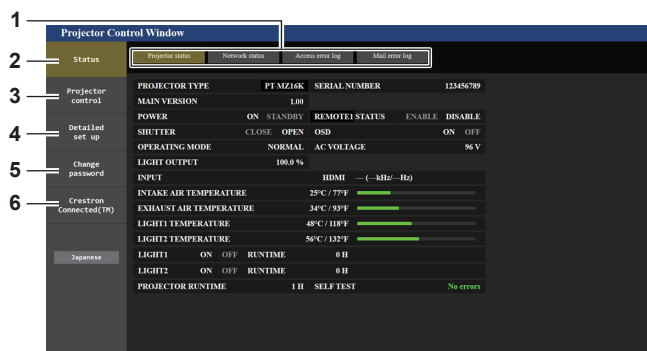 Projector Control Window
1
2
3
4
5
6
Status
Projector
control
Detailed
set up
Change
password
Crestron
Connected(TM)
Japanese
Projector status Network status Access error log Mail error log
PROJECTOR TYPE PT-MZ16K SERIAL NUMBER 123456789
MAIN VERSION 1.00
POWER ON STANDBY REMOTE1 STATUS ENABLE DISABLE
SHUTTER CLOSE OPEN OSD ON OFF
OPERATING MODE NORMAL AC VOLTAGE 96 V
LIGHT OUTPUT 100.0 %
INPUT HDMI --- (---kHz/---Hz)
INTAKE AIR TEMPERATURE 25°C / 77°F
EXHAUST AIR TEMPERATURE 34°C / 93°F
LIGHT1 TEMPERATURE 48°C / 118°F
LIGHT2 TEMPERATURE 56°C / 132°F
LIGHT1 ON OFF RUNTIME 0 H
LIGHT2 ON OFF RUNTIME 0 H
PROJECTOR RUNTIME 1 H SELF TEST No errors